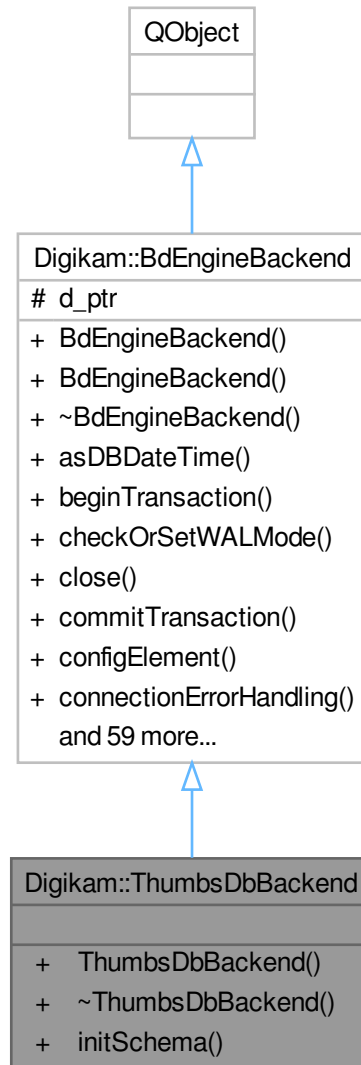 QObject
Digikam::BdEngineBackend
# d_ptr
+ BdEngineBackend()
+ BdEngineBackend()
+ ~BdEngineBackend()
+ asDBDateTime()
+ beginTransaction()
+ checkOrSetWALMode()
+ close()
+ commitTransaction()
+ configElement()
+ connectionErrorHandling()
and 59 more...
Digikam::ThumbsDbBackend
+ ThumbsDbBackend()
+ ~ThumbsDbBackend()
+ initSchema()